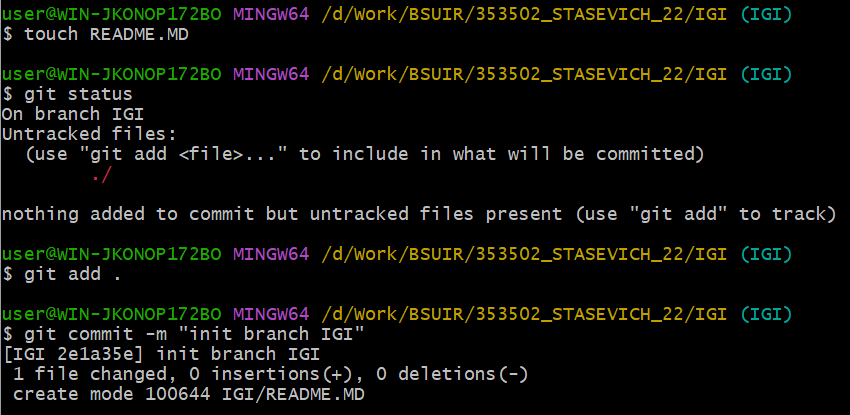 user@WIN-JKONOP172BO MINGW64 /d/Work/BSUIR/353502_STASEVICH_22/IGI (IGI)
$ touch README.MD
user@WIN-JKONOP172BO MINGW64 /d/Work/BSUIR/353502_STASEVICH_22/IGI (IGI)
$ git status
On branch IGI
Untracked files:
  (use "git add <file>..." to include in what will be committed)
        ./
nothing added to commit but untracked files present (use "git add" to track)
user@WIN-JKONOP172BO MINGW64 /d/Work/BSUIR/353502_STASEVICH_22/IGI (IGI)
$ git add .
user@WIN-JKONOP172BO MINGW64 /d/Work/BSUIR/353502_STASEVICH_22/IGI (IGI)
$ git commit -m "init branch IGI"
[IGI 2e1a35e] init branch IGI
 1 file changed, 0 insertions(+), 0 deletions(-)
 create mode 100644 IGI/README.MD